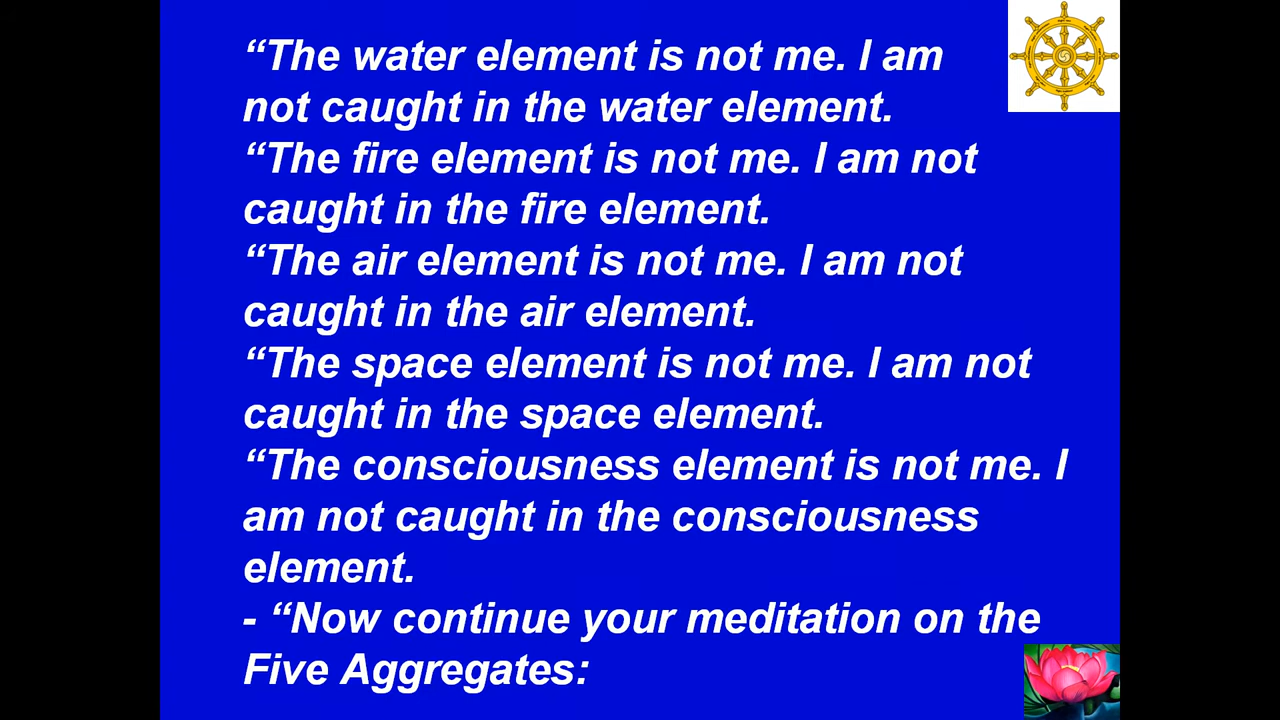 “The water element is not me. I am
not caught in the water element.
“The fire element is not me. I am not
caught in the fire element.
“The air element is not me. I am not
caught in the air element.
“The space element is not me. I am not
caught in the space element.
“The consciousness element is not me. I
am not caught in the consciousness
element.
- “Now continue your meditation on the
Five Aggregates: